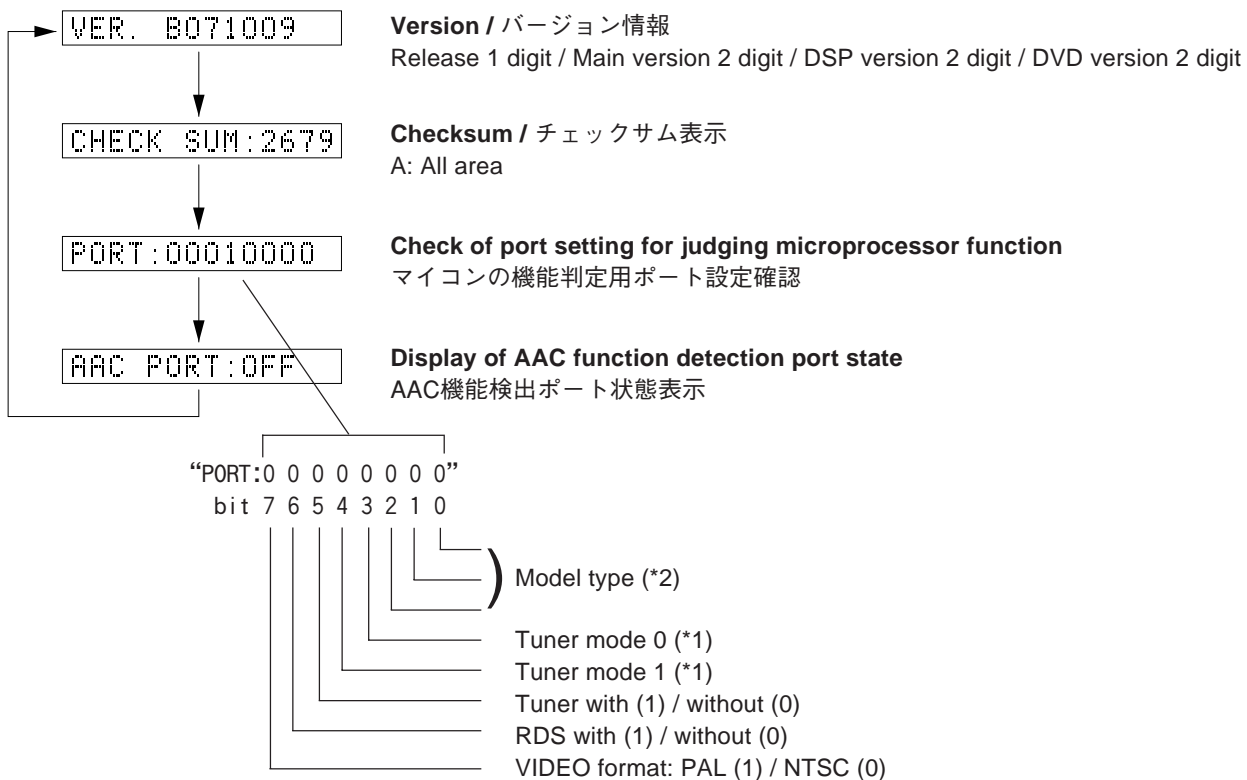 VER. B071009
Version / バージョン情報
Release 1 digit / Main version 2 digit / DSP version 2 digit / DVD version 2 digit
CHECK SUM:2679
Checksum / チェックサム表示
A: All area
PORT:00010000
Check of port setting for judging microprocessor function
マイコンの機能判定用ポート設定確認
AAC PORT:OFF
Display of AAC function detection port state
AAC機能検出ポート状態表示
“PORT:0 0 0 0 0 0 0 0”
bit 7 6 5 4 3 2 1 0
Model type (*2)
Tuner mode 0 (*1)
Tuner mode 1 (*1)
Tuner with (1) / without (0)
RDS with (1) / without (0)
VIDEO format: PAL (1) / NTSC (0)